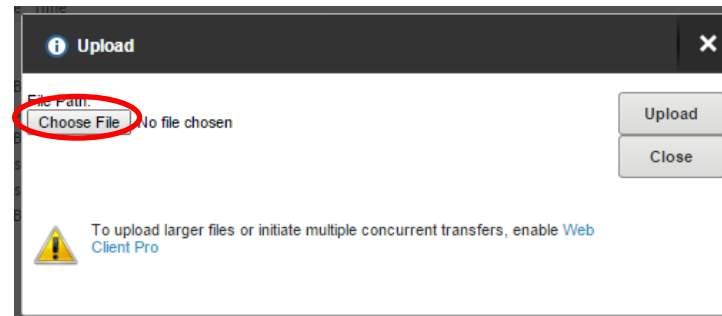 Time
Upload
File Path:
Choose File No file chosen
Upload
Close
To upload larger files or initiate multiple concurrent transfers, enable Web
Client Pro